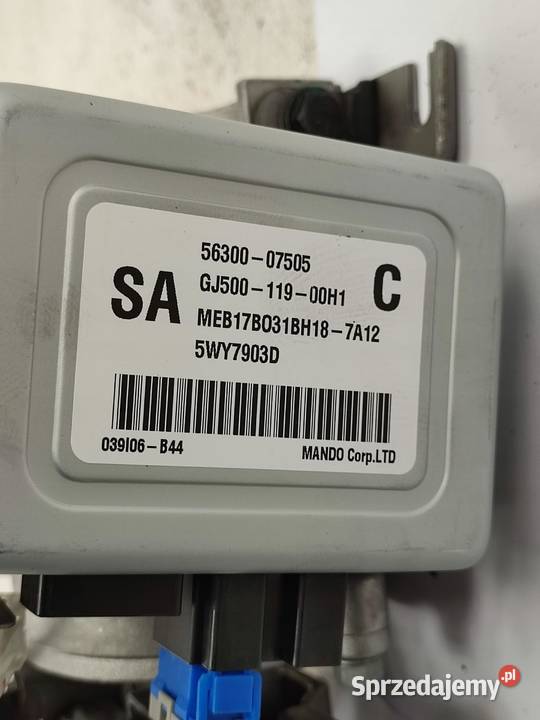 56300-07505
SA GJ500-119-00H1 C
MEB17B031BH18-7A12
5WY7903D
039I06-B44 MANDO Corp.LTD
Sprzedajemy.pl